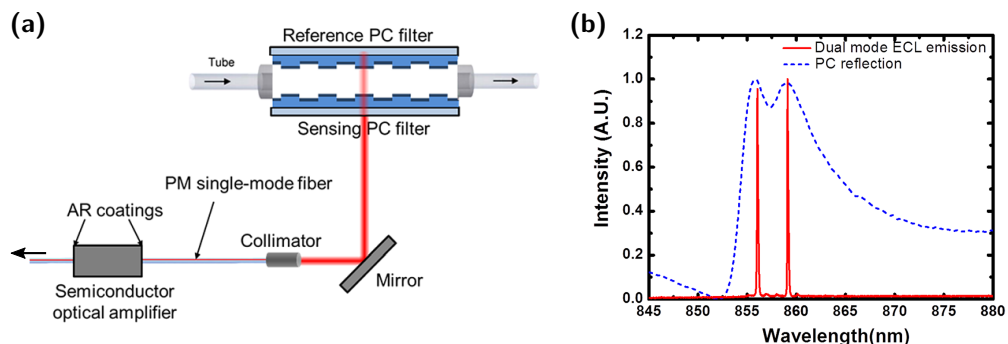 (a)
Reference PC filter
Tube
Sensing PC filter
PM single-mode fiber
AR coatings
Collimator
Mirror
Semiconductor
optical amplifier
(b)
Dual mode ECL emission
PC reflection
Intensity (A.U.)
1.2
1.0
0.8
0.6
0.4
0.2
0.0
845 850 855 860 865 870 875 880
Wavelength(nm)